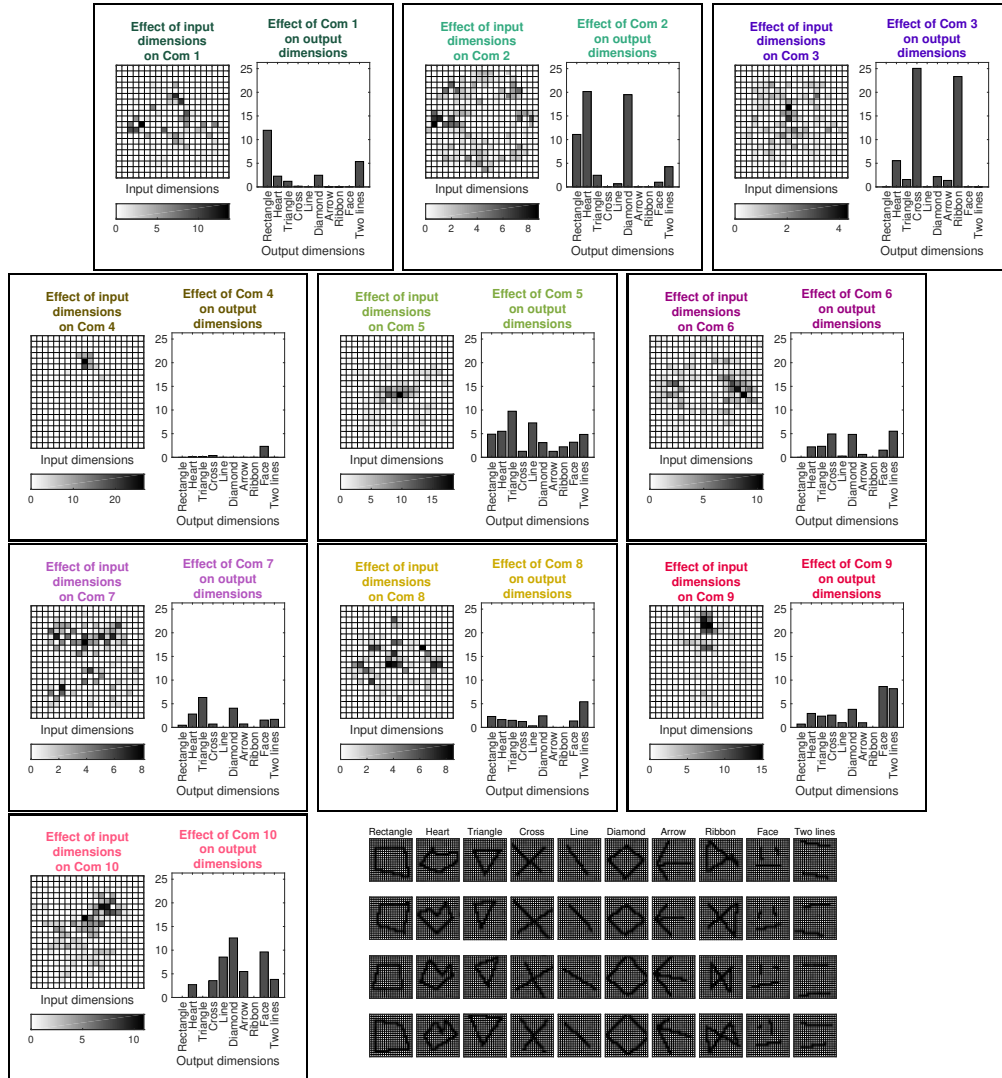 Effect of input
dimensions
on Com 1
Effect of Com 1
on output
dimensions
25
20
15
10
5
0
Rectangle
Heart
Triangle
Cross
Line
Diamond
Arrow
Ribbon
Face
Two lines
Input dimensions
Output dimensions
0 5 10
Effect of input
dimensions
on Com 2
Effect of Com 2
on output
dimensions
25
20
15
10
5
0
Rectangle
Heart
Triangle
Cross
Line
Diamond
Arrow
Ribbon
Face
Two lines
Input dimensions
Output dimensions
0 2 4 6 8
Effect of input
dimensions
on Com 3
Effect of Com 3
on output
dimensions
25
20
15
10
5
0
Rectangle
Heart
Triangle
Cross
Line
Diamond
Arrow
Ribbon
Face
Two lines
Input dimensions
Output dimensions
0 2 4
Effect of input
dimensions
on Com 4
Effect of Com 4
on output
dimensions
25
20
15
10
5
0
Rectangle
Heart
Triangle
Cross
Line
Diamond
Arrow
Ribbon
Face
Two lines
Input dimensions
Output dimensions
0 10 20
Effect of input
dimensions
on Com 5
Effect of Com 5
on output
dimensions
25
20
15
10
5
0
Rectangle
Heart
Triangle
Cross
Line
Diamond
Arrow
Ribbon
Face
Two lines
Input dimensions
Output dimensions
5 10 15
Effect of input
dimensions
on Com 6
Effect of Com 6
on output
dimensions
25
20
15
10
5
0
Rectangle
Heart
Triangle
Cross
Line
Diamond
Arrow
Ribbon
Face
Two lines
Input dimensions
Output dimensions
0 5 10
Effect of input
dimensions
on Com 7
Effect of Com 7
on output
dimensions
25
20
15
10
5
0
Rectangle
Heart
Triangle
Cross
Line
Diamond
Arrow
Ribbon
Face
Two lines
Input dimensions
Output dimensions
0 2 4 6 8
Effect of input
dimensions
on Com 8
Effect of Com 8
on output
dimensions
25
20
15
10
5
0
Rectangle
Heart
Triangle
Cross
Line
Diamond
Arrow
Ribbon
Face
Two lines
Input dimensions
Output dimensions
0 2 4 6 8
Effect of input
dimensions
on Com 9
Effect of Com 9
on output
dimensions
25
20
15
10
5
0
Rectangle
Heart
Triangle
Cross
Line
Diamond
Arrow
Ribbon
Face
Two lines
Input dimensions
Output dimensions
0 5 10 15
Effect of input
dimensions
on Com 10
Effect of Com 10
on output
dimensions
25
20
15
10
5
0
Rectangle
Heart
Triangle
Cross
Line
Diamond
Arrow
Ribbon
Face
Two lines
Input dimensions
Output dimensions
0 5 10
Rectangle Heart Triangle Cross Line Diamond Arrow Ribbon Face Two lines